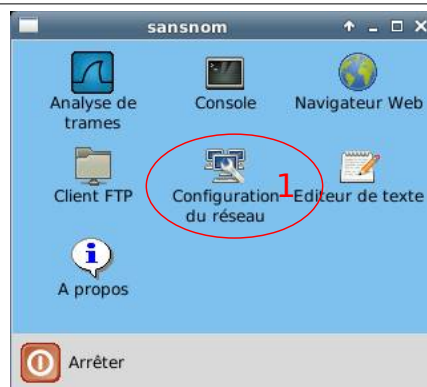 sansnom
Analyse de
trames
Console
Navigateur Web
Client FTP
Configuration
du réseau
1
Editeur de texte
A propos
Arrêter